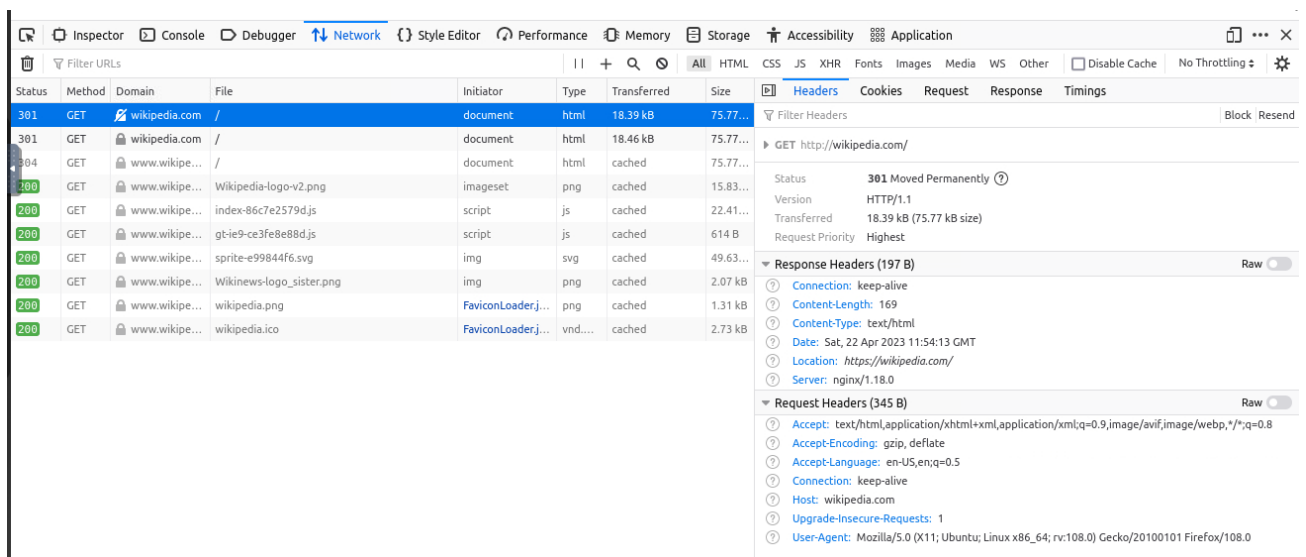 Inspector Console Debugger Network Style Editor Performance Memory Storage Accessibility Application
Filter URLs All HTML CSS JS XHR Fonts Images Media WS Other Disable Cache No Throttling
Status Method Domain File Initiator Type Transferred Size
301 GET wikipedia.com / document html 18.39 kB 75.77...
301 GET wikipedia.com / document html 18.46 kB 75.77...
304 GET www.wikipe... / document html cached 75.77...
200 GET www.wikipe... Wikipedia-logo-v2.png imageset png cached 15.83...
200 GET www.wikipe... index-86c7e2579d.js script js cached 22.41...
200 GET www.wikipe... gt-ie9-ce3fe8e88d.js script js cached 614 B
200 GET www.wikipe... sprite-e99844f6.svg img svg cached 49.63...
200 GET www.wikipe... Wikinews-logo_sister.png img png cached 2.07 kB
200 GET www.wikipe... wikipedia.png FaviconLoader.j... png cached 1.31 kB
200 GET www.wikipe... wikipedia.ico FaviconLoader.j... vnd.... cached 2.73 kB
Headers Cookies Request Response Timings
Filter Headers Block Resend
GET http://wikipedia.com/
Status 301 Moved Permanently
Version HTTP/1.1
Transferred 18.39 kB (75.77 kB size)
Request Priority Highest
Response Headers (197 B) Raw
Connection: keep-alive
Content-Length: 169
Content-Type: text/html
Date: Sat, 22 Apr 2023 11:54:13 GMT
Location: https://wikipedia.com/
Server: nginx/1.18.0
Request Headers (345 B) Raw
Accept: text/html,application/xhtml+xml,application/xml;q=0.9,image/avif,image/webp,*/*;q=0.8
Accept-Encoding: gzip, deflate
Accept-Language: en-US,en;q=0.5
Connection: keep-alive
Host: wikipedia.com
Upgrade-Insecure-Requests: 1
User-Agent: Mozilla/5.0 (X11; Ubuntu; Linux x86_64; rv:108.0) Gecko/20100101 Firefox/108.0